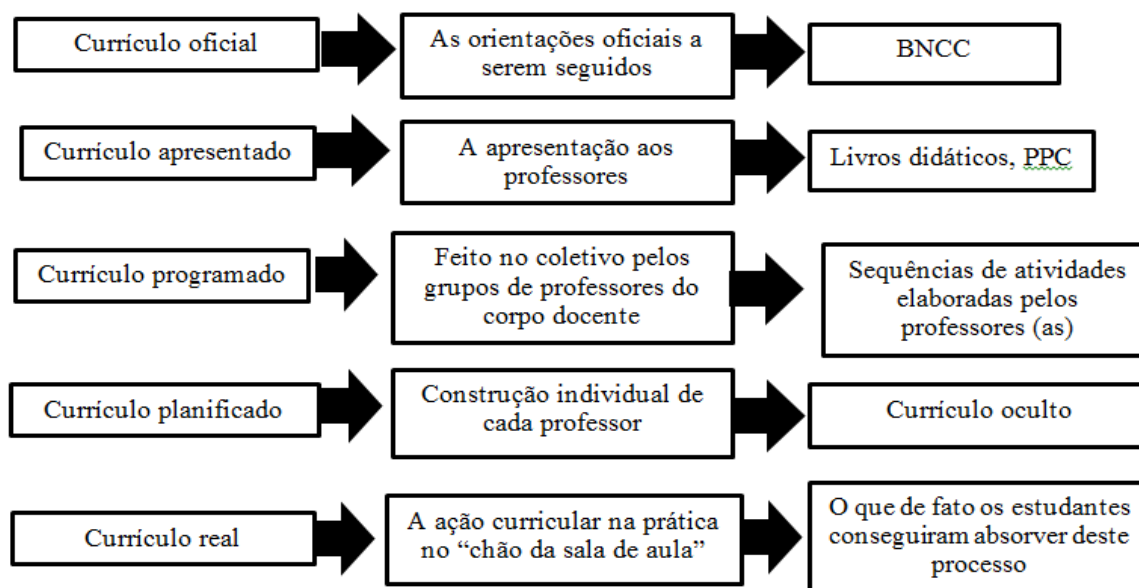 Currículo oficial
As orientações oficiais a
serem seguidos
BNCC
Currículo apresentado
A apresentação aos
professores
Livros didáticos, PPC
Currículo programado
Feito no coletivo pelos
grupos de professores do
corpo docente
Sequências de atividades
elaboradas pelos
professores (as)
Currículo planificado
Construção individual de
cada professor
Currículo oculto
Currículo real
A ação curricular na prática
no “chão da sala de aula”
O que de fato os estudantes
conseguiram absorver deste
processo